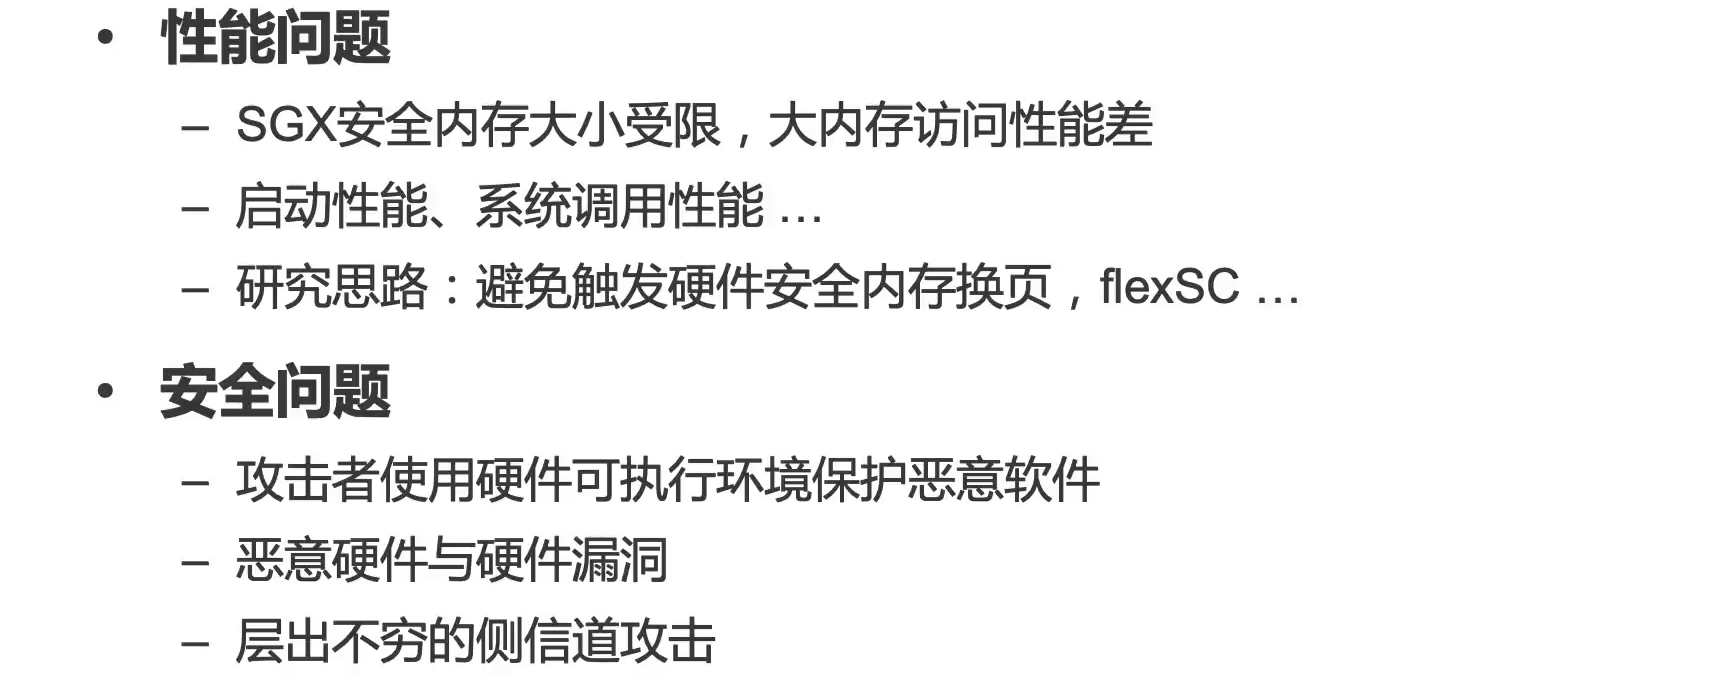 • 性能问题
– SGX安全内存大小受限，大内存访问性能差
– 启动性能、系统调用性能 …
– 研究思路：避免触发硬件安全内存换页，flexSC …
• 安全问题
– 攻击者使用硬件可执行环境保护恶意软件
– 恶意硬件与硬件漏洞
– 层出不穷的侧信道攻击